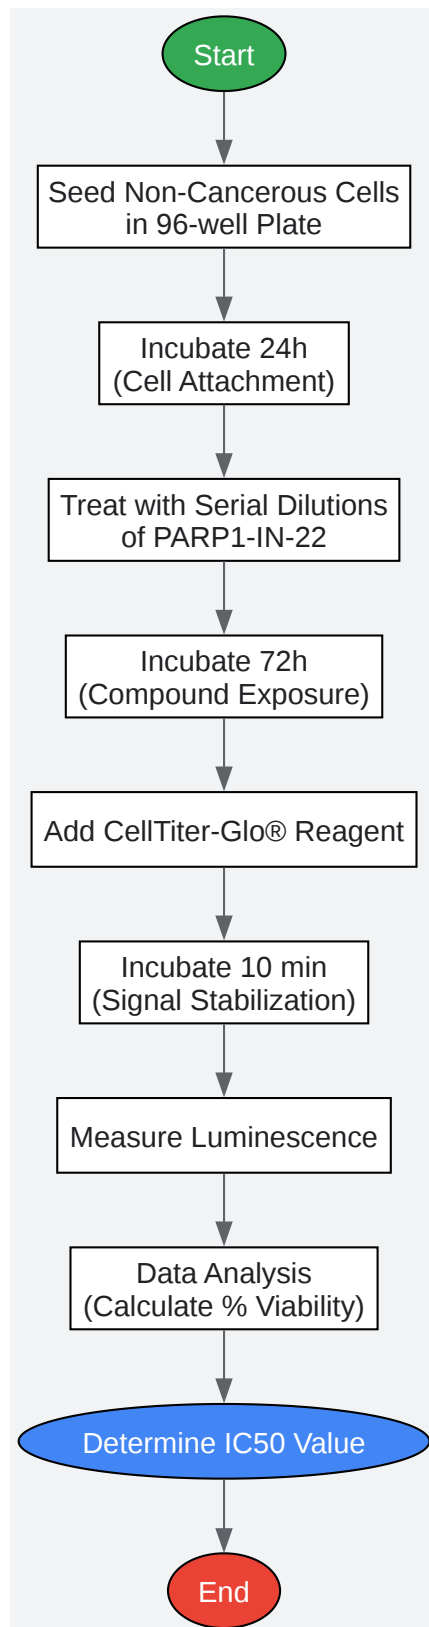 Start
Seed Non-Cancerous Cells
in 96-well Plate
Incubate 24h
(Cell Attachment)
Treat with Serial Dilutions
of PARP1-IN-22
Incubate 72h
(Compound Exposure)
Add CellTiter-Glo® Reagent
Incubate 10 min
(Signal Stabilization)
Measure Luminescence
Data Analysis
(Calculate % Viability)
Determine IC50 Value
End